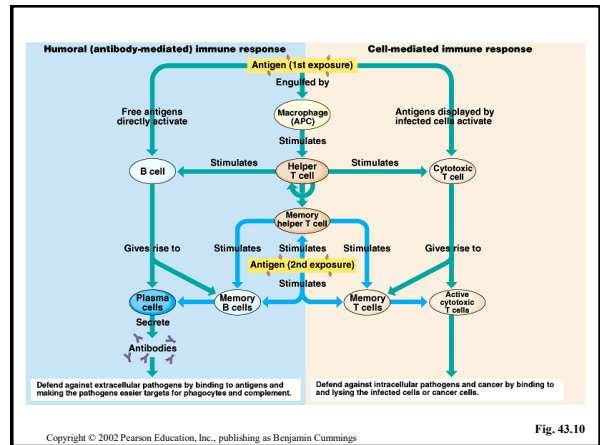 Humoral (antibody-mediated) immune response
Cell-mediated immune response
Antigen (1st exposure)
Engulfed by
Free antigens
directly activate
Macrophage
(APC)
Antigens displayed by
infected cells activate
Stimulates
B cell
Stimulates
Helper
T cell
Stimulates
Cytotoxic
T cell
Memory
helper T cell
Gives rise to
Stimulates
Stimulates
Stimulates
Gives rise to
Antigen (2nd exposure)
Stimulates
Plasma
cells
Memory
B cells
Memory
T cells
Active
cytotoxic
T cells
Secrete
Antibodies
Defend against extracellular pathogens by binding to antigens and
making the pathogens easier targets for phagocytes and complement.
Defend against intracellular pathogens and cancer by binding to
and lysing the infected cells or cancer cells.
Fig. 43.10
Copyright © 2002 Pearson Education, Inc., publishing as Benjamin Cummings